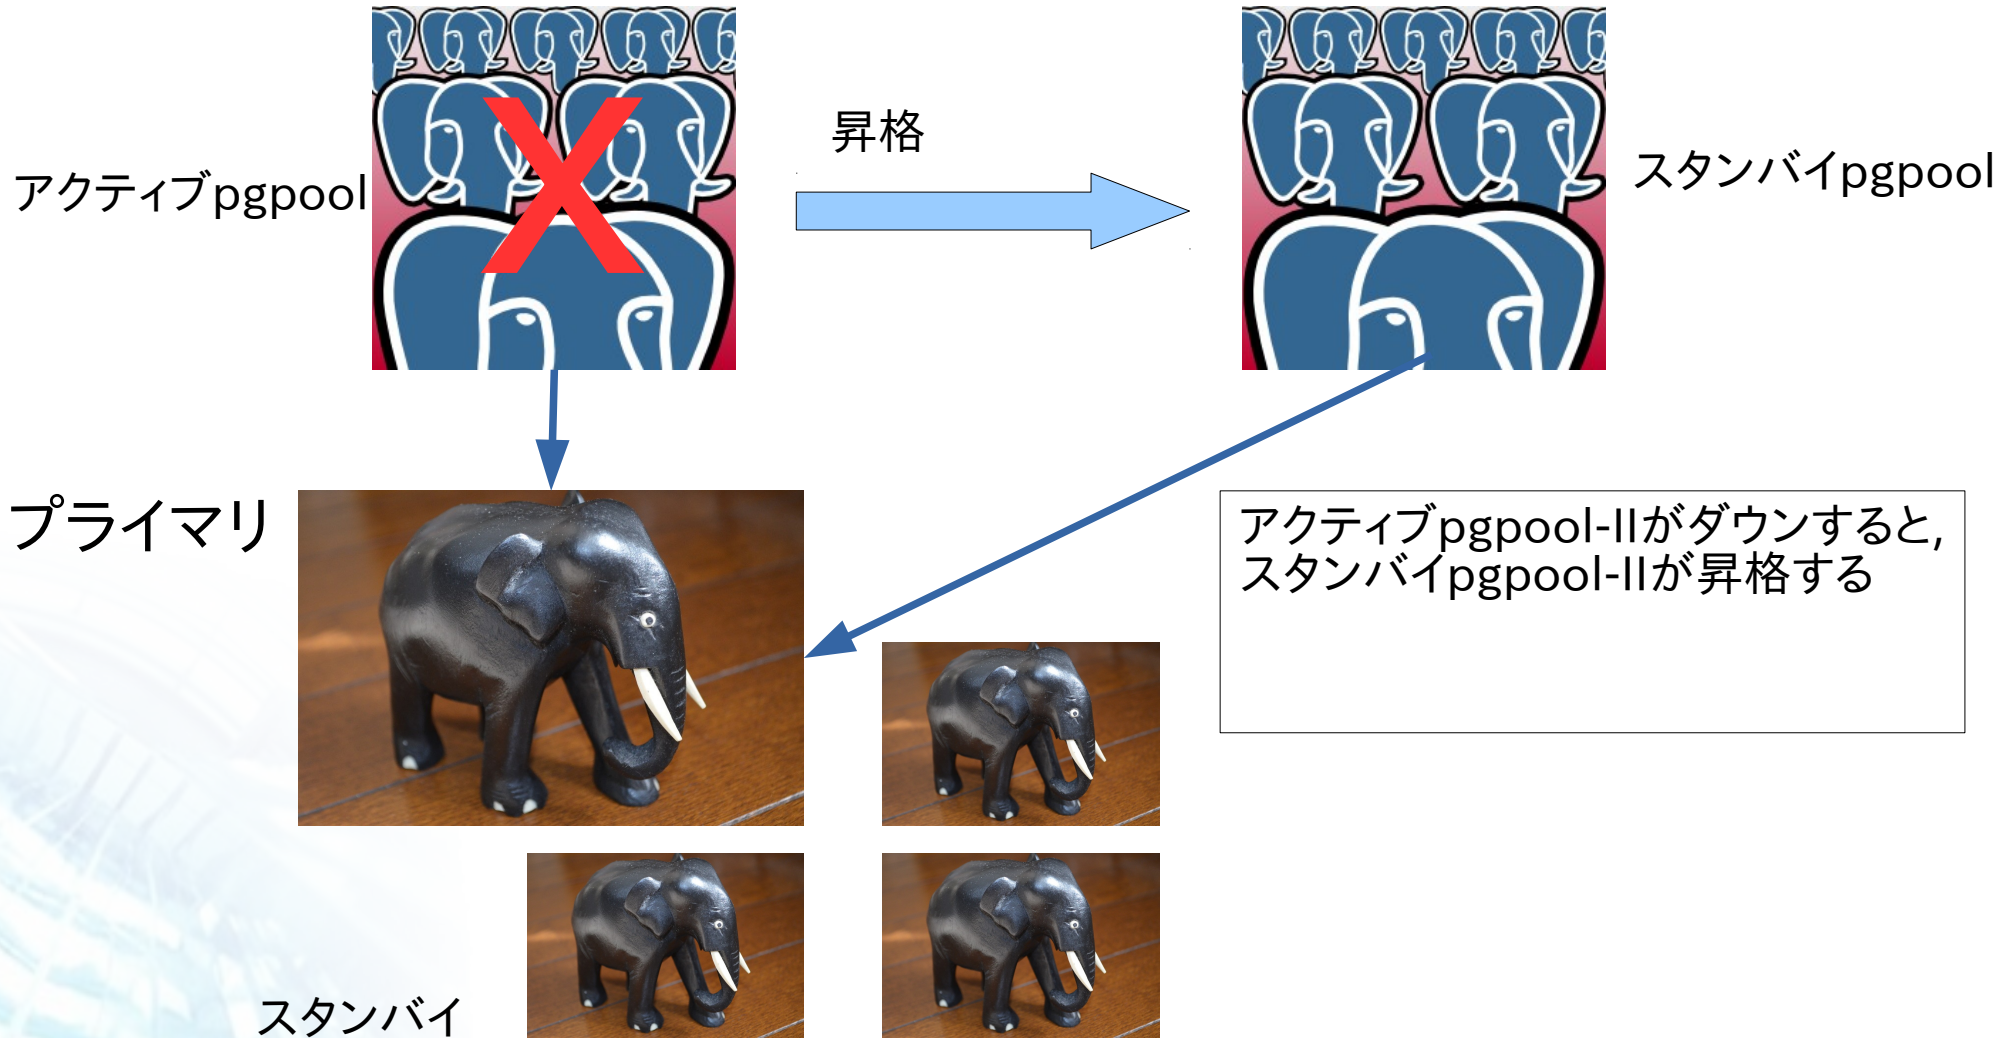 昇格
アクティブpgpool
スタンバイpgpool
X
プライマリ
アクティブpgpool-IIがダウンすると,
スタンバイpgpool-IIが昇格する
スタンバイ